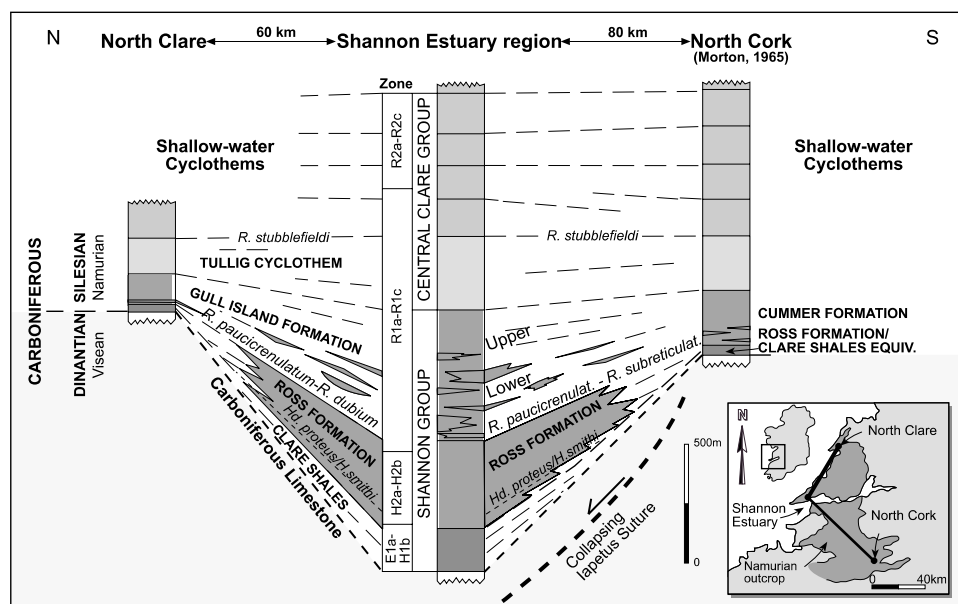 N
North Clare
60 km
Shannon Estuary region
80 km
North Cork
(Morton, 1965)
S
Zone
Shallow-water
Cyclothems
R2a-R2c
R1a-R1c
H2a-H2b
E1a-
H1b
CENTRAL CLARE GROUP
SHANNON GROUP
Shallow-water
Cyclothems
R. stubblefieldi
R. stubblefieldi
TULLIG CYCLOTHEM
GULL ISLAND FORMATION
R. paucicrenulatum-R. dubium
ROSS FORMATION
Hd. proteus/H.smithi.
CLARE SHALES
Carboniferous Limestone
CARBONIFEROUS
DINANTIAN
SILESIAN
Visean
Namurian
Upper
Lower
R. paucicrenulat. - R. subreticulat.
ROSS FORMATION
Hd. proteus/H.smithi.
CUMMER FORMATION
ROSS FORMATION/
CLARE SHALES EQUIV.
Collapsing
Iapetus Suture
500m
0
N
North Clare
Shannon
Estuary
North Cork
Namurian
outcrop
0
40km